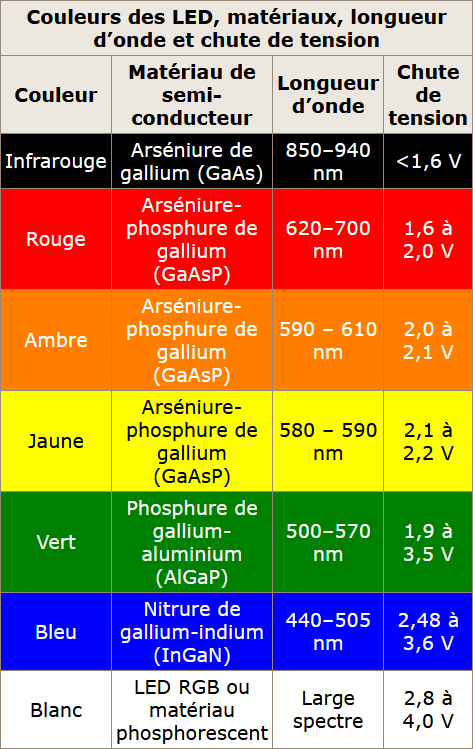 Couleurs des LED, matériaux, longueur
d’onde et chute de tension
Couleur
Matériau de
semi-
conducteur
Longueur
d’onde
Chute
de
tension
Infrarouge
Arséniure de
gallium (GaAs)
850–940
nm
<1,6 V
Rouge
Arséniure-
phosphure de
gallium
(GaAsP)
620–700
nm
1,6 à
2,0 V
Ambre
Arséniure-
phosphure de
gallium
(GaAsP)
590 – 610
nm
2,0 à
2,1 V
Jaune
Arséniure-
phosphure de
gallium
(GaAsP)
580 – 590
nm
2,1 à
2,2 V
Vert
Phosphure de
gallium-
aluminium
(AlGaP)
500–570
nm
1,9 à
3,5 V
Bleu
Nitrure de
gallium-indium
(InGaN)
440–505
nm
2,48 à
3,6 V
Blanc
LED RGB ou
matériau
phosphorescent
Large
spectre
2,8 à
4,0 V